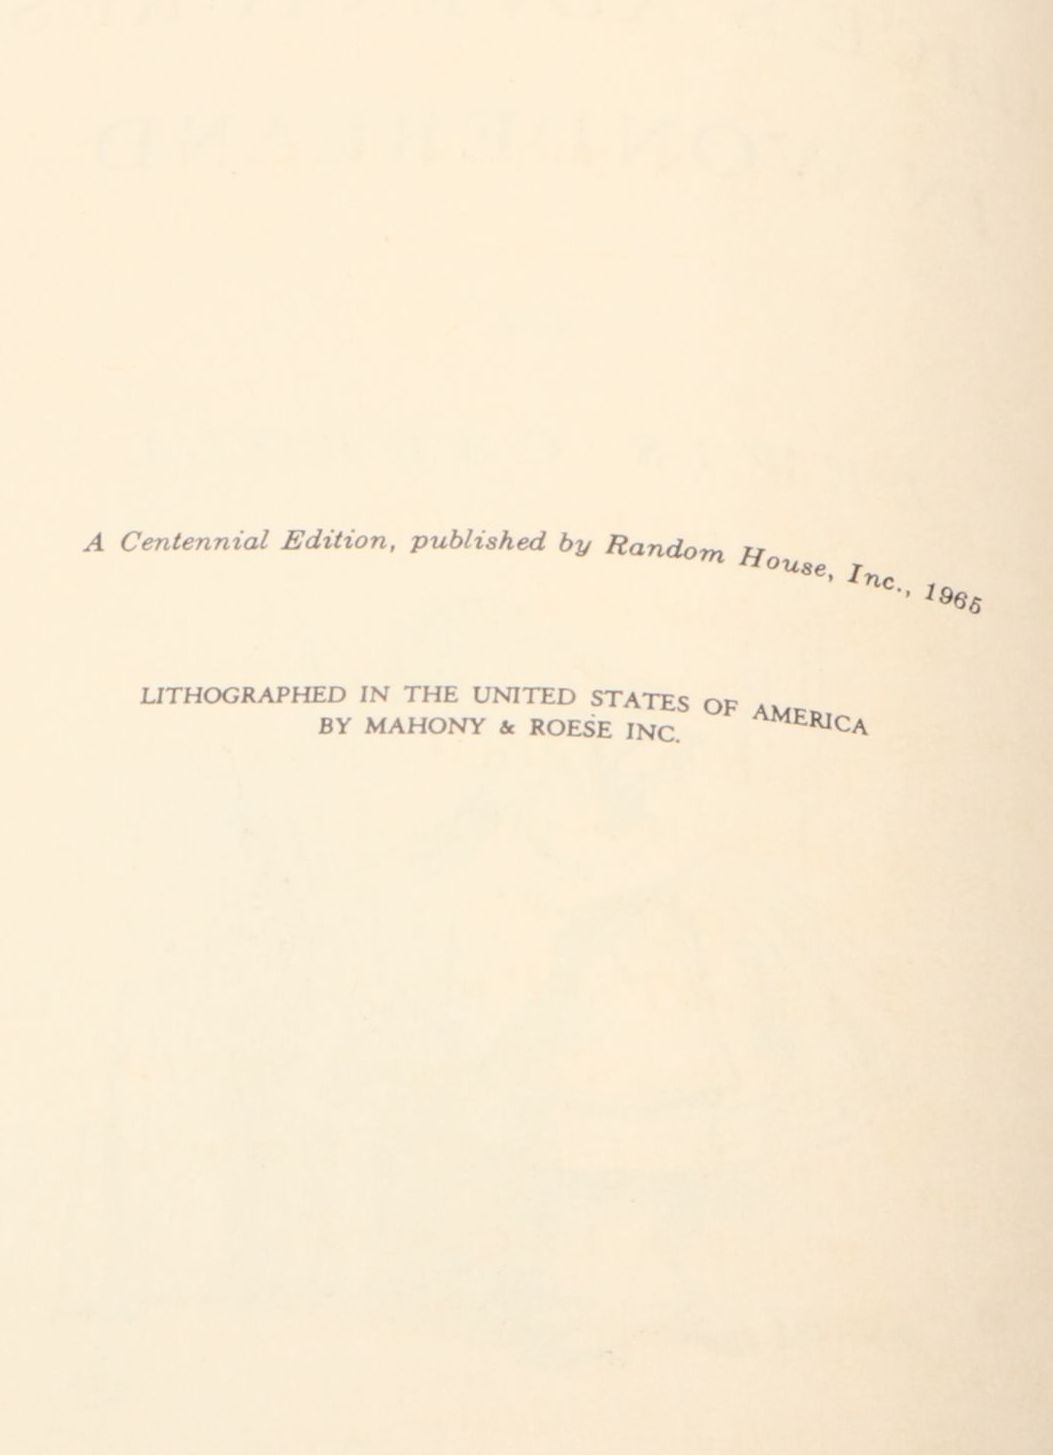 A Centennial Edition, published by Random House, Inc., 1965
LITHOGRAPHED IN THE UNITED STATES OF AMERICA
BY MAHONY & ROESE INC.